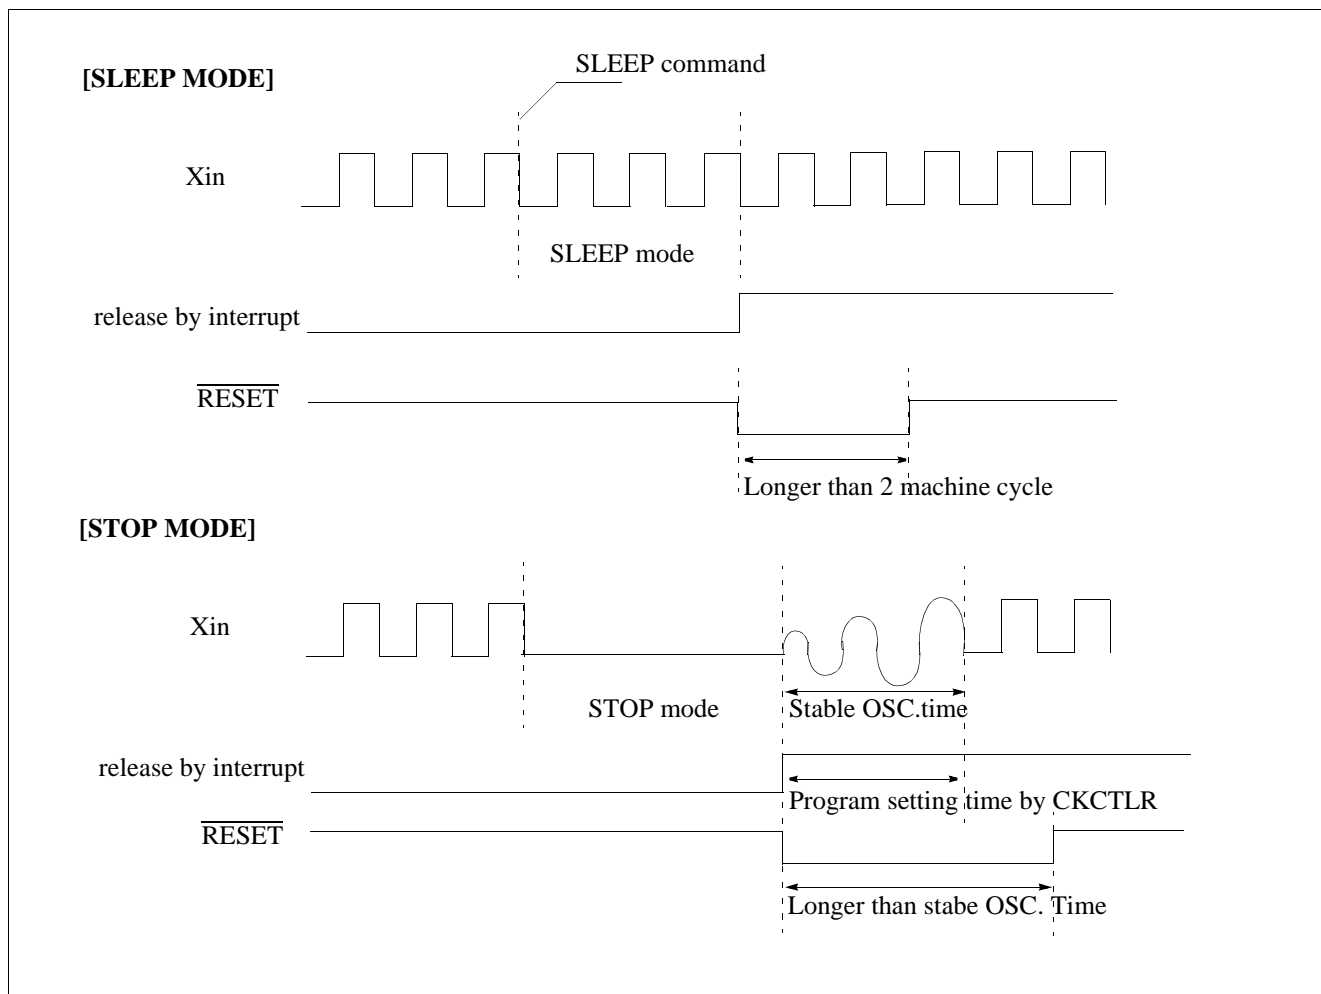 [SLEEP MODE]
SLEEP command
Xin
SLEEP mode
release by interrupt
RESET
Longer than 2 machine cycle
[STOP MODE]
Xin
STOP mode
Stable OSC.time
release by interrupt
Program setting time by CKCTLR
RESET
Longer than stabe OSC. Time